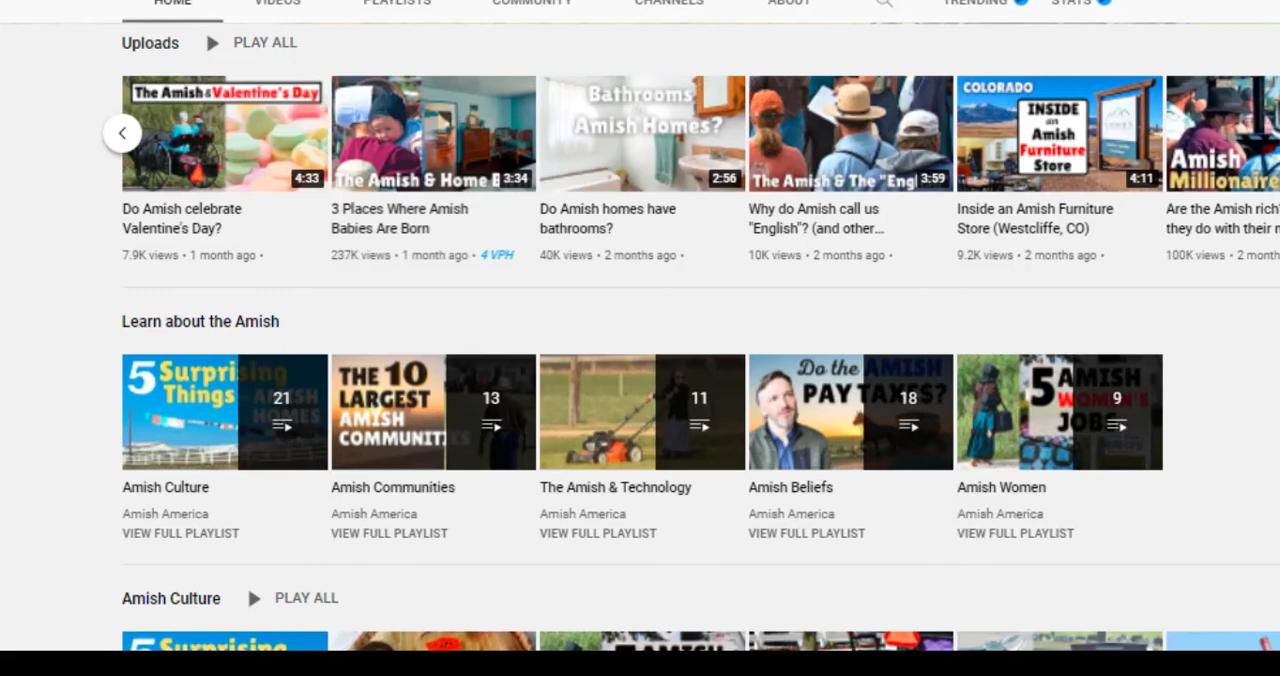 HOME VIDEOS PLAYLISTS COMMUNITY CHANNELS ABOUT TRENDING STATS
Uploads PLAY ALL
The Amish & Valentine's Day
4:33
The Amish & Home B
3:34
Bathrooms
Amish Homes?
2:56
The Amish & The "Engl
3:59
COLORADO
INSIDE
an
Amish
Furniture
Store
4:11
Amish
Millionaire
Do Amish celebrate
Valentine's Day?
7.9K views • 1 month ago •
3 Places Where Amish
Babies Are Born
237K views • 1 month ago • 4 VPH
Do Amish homes have
bathrooms?
40K views • 2 months ago •
Why do Amish call us
"English"? (and other...
10K views • 2 months ago •
Inside an Amish Furniture
Store (Westcliffe, CO)
9.2K views • 2 months ago •
Are the Amish rich?
they do with their
100K views • 2 month
Learn about the Amish
5 Surprising
Things
AMISH
HOMES
21
THE 10
LARGEST
AMISH
COMMUNIT
13
11
Do the AMISH
PAY TAXES?
18
5 AMISH
WOMEN'S
JOBS
9
Amish Culture
Amish America
VIEW FULL PLAYLIST
Amish Communities
Amish America
VIEW FULL PLAYLIST
The Amish & Technology
Amish America
VIEW FULL PLAYLIST
Amish Beliefs
Amish America
VIEW FULL PLAYLIST
Amish Women
Amish America
VIEW FULL PLAYLIST
Amish Culture PLAY ALL
5 Surprising